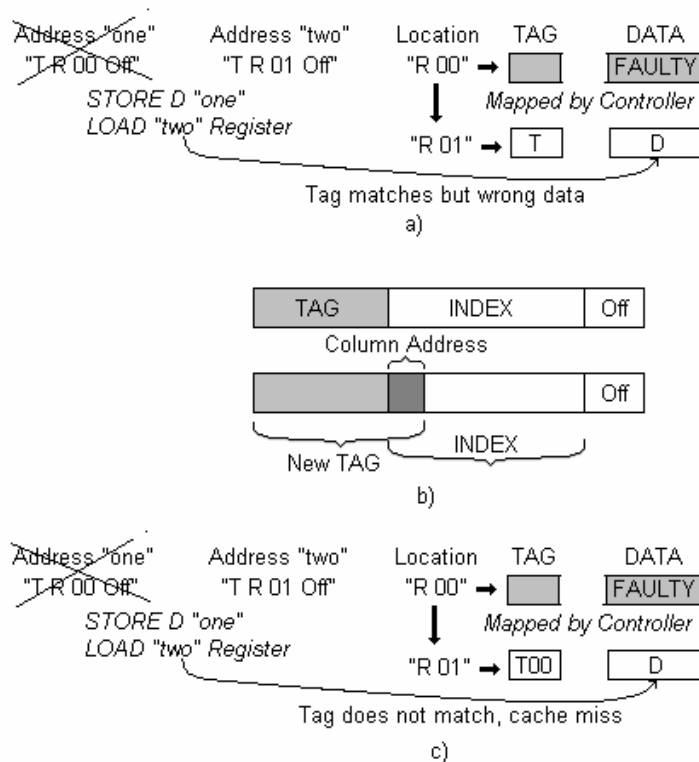 Address "one" Address "two" Location TAG DATA
"T R 00 Off" "T R 01 Off" "R 00" FAULTY
STORE D "one" Mapped by Controller
LOAD "two" Register
"R 01" T D
Tag matches but wrong data
a)
TAG INDEX Off
Column Address
Off
New TAG INDEX
b)
Address "one" Address "two" Location TAG DATA
"T R 00 Off" "T R 01 Off" "R 00" FAULTY
STORE D "one" Mapped by Controller
LOAD "two" Register
"R 01" T00 D
Tag does not match, cache miss
c)